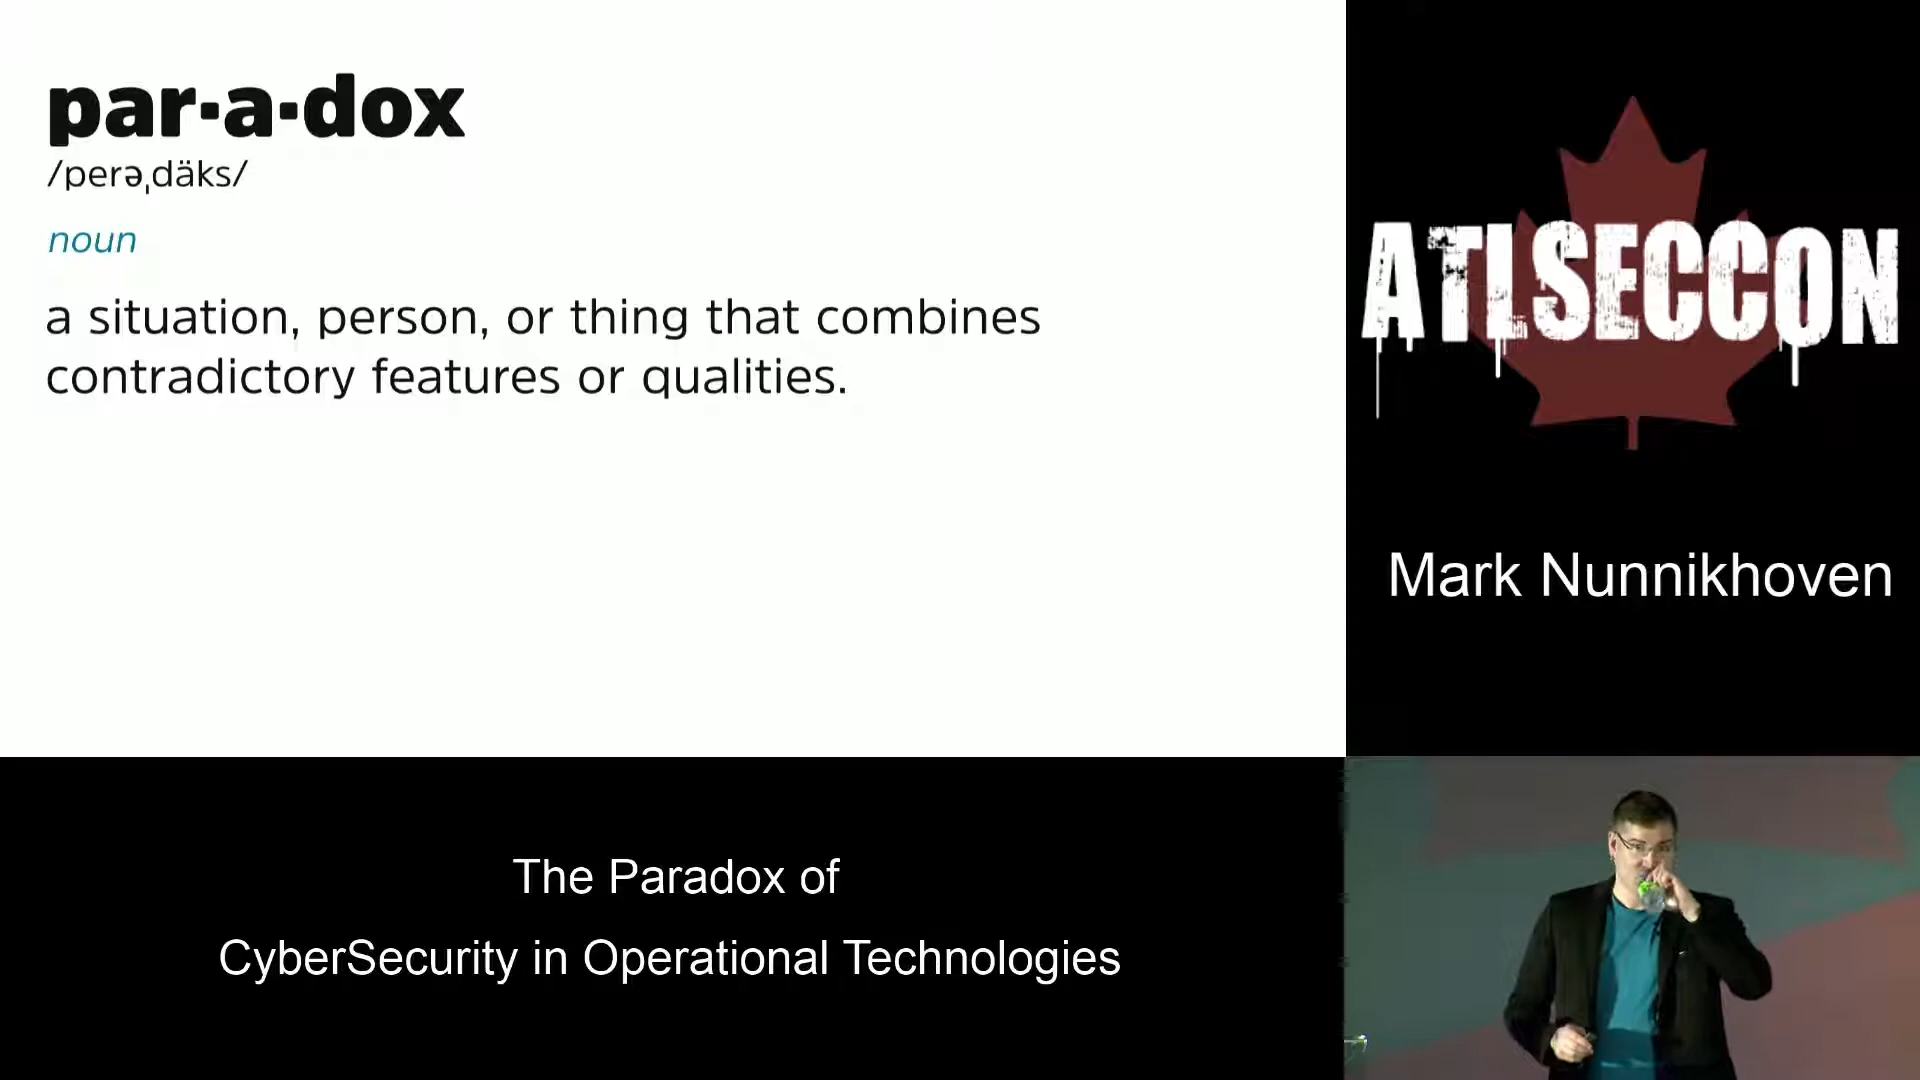 par·a·dox
/perəˌdäks/
noun
a situation, person, or thing that combines
contradictory features or qualities.
ATLSECCON
Mark Nunnikhoven
The Paradox of
CyberSecurity in Operational Technologies